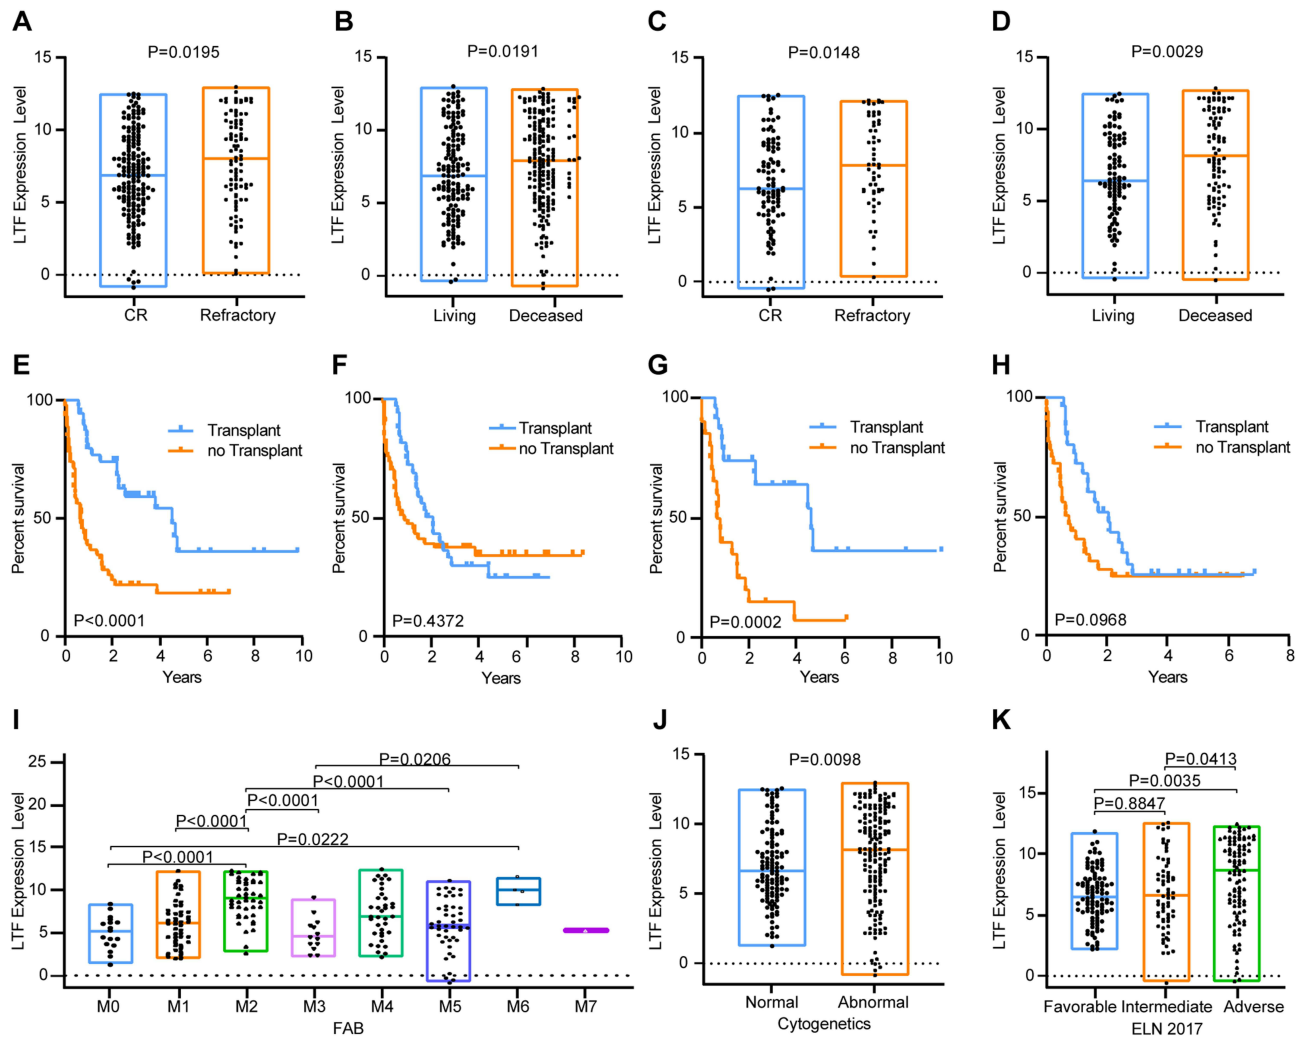 A
P=0.0195
LTF Expression Level
15
10
5
0
CR Refractory
B
P=0.0191
LTF Expression Level
15
10
5
0
Living Deceased
C
P=0.0148
LTF Expression Level
15
10
5
0
CR Refractory
D
P=0.0029
LTF Expression Level
15
10
5
0
Living Deceased
E
Percent survival
100
50
0
Transplant
no Transplant
P<0.0001
0 2 4 6 8 10
Years
F
Percent survival
100
50
0
Transplant
no Transplant
P=0.4372
0 2 4 6 8 10
Years
G
Percent survival
100
50
0
Transplant
no Transplant
P=0.0002
0 2 4 6 8 10
Years
H
Percent survival
100
50
0
Transplant
no Transplant
P=0.0968
0 2 4 6 8
Years
I
LTF Expression Level
25
20
15
10
5
0
P=0.0206
P<0.0001
P<0.0001
P<0.0001
P=0.0222
P<0.0001
M0 M1 M2 M3 M4 M5 M6 M7
FAB
J
P=0.0098
LTF Expression Level
15
10
5
0
Normal Abnormal
Cytogenetics
K
LTF Expression Level
15
10
5
0
P=0.0413
P=0.0035
P=0.8847
Favorable Intermediate Adverse
ELN 2017